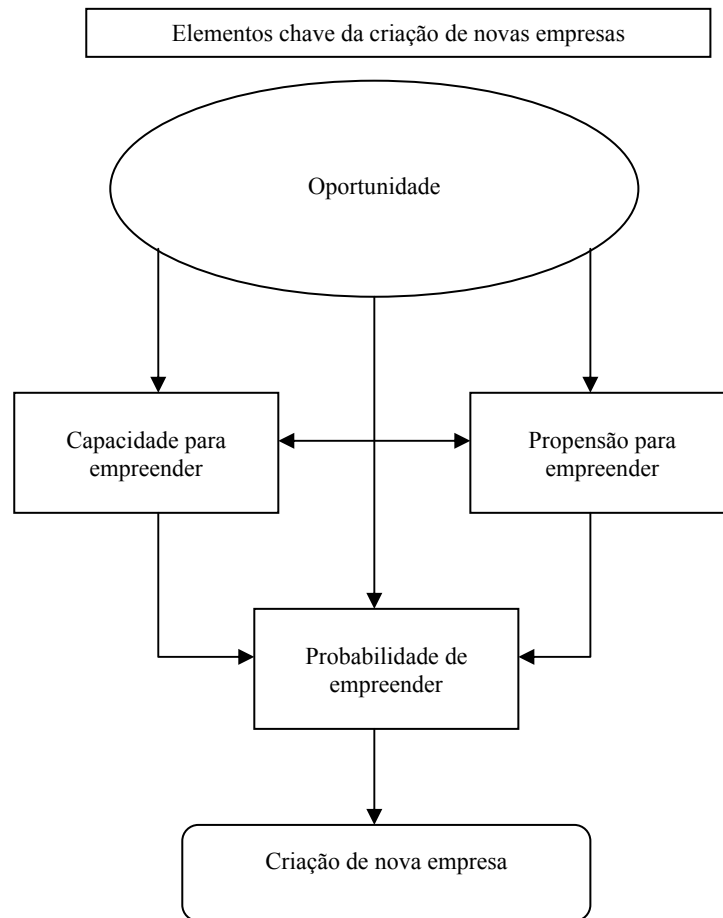 Elementos chave da criação de novas empresas
Oportunidade
Capacidade para
empreender
Propensão para
empreender
Probabilidade de
empreender
Criação de nova empresa